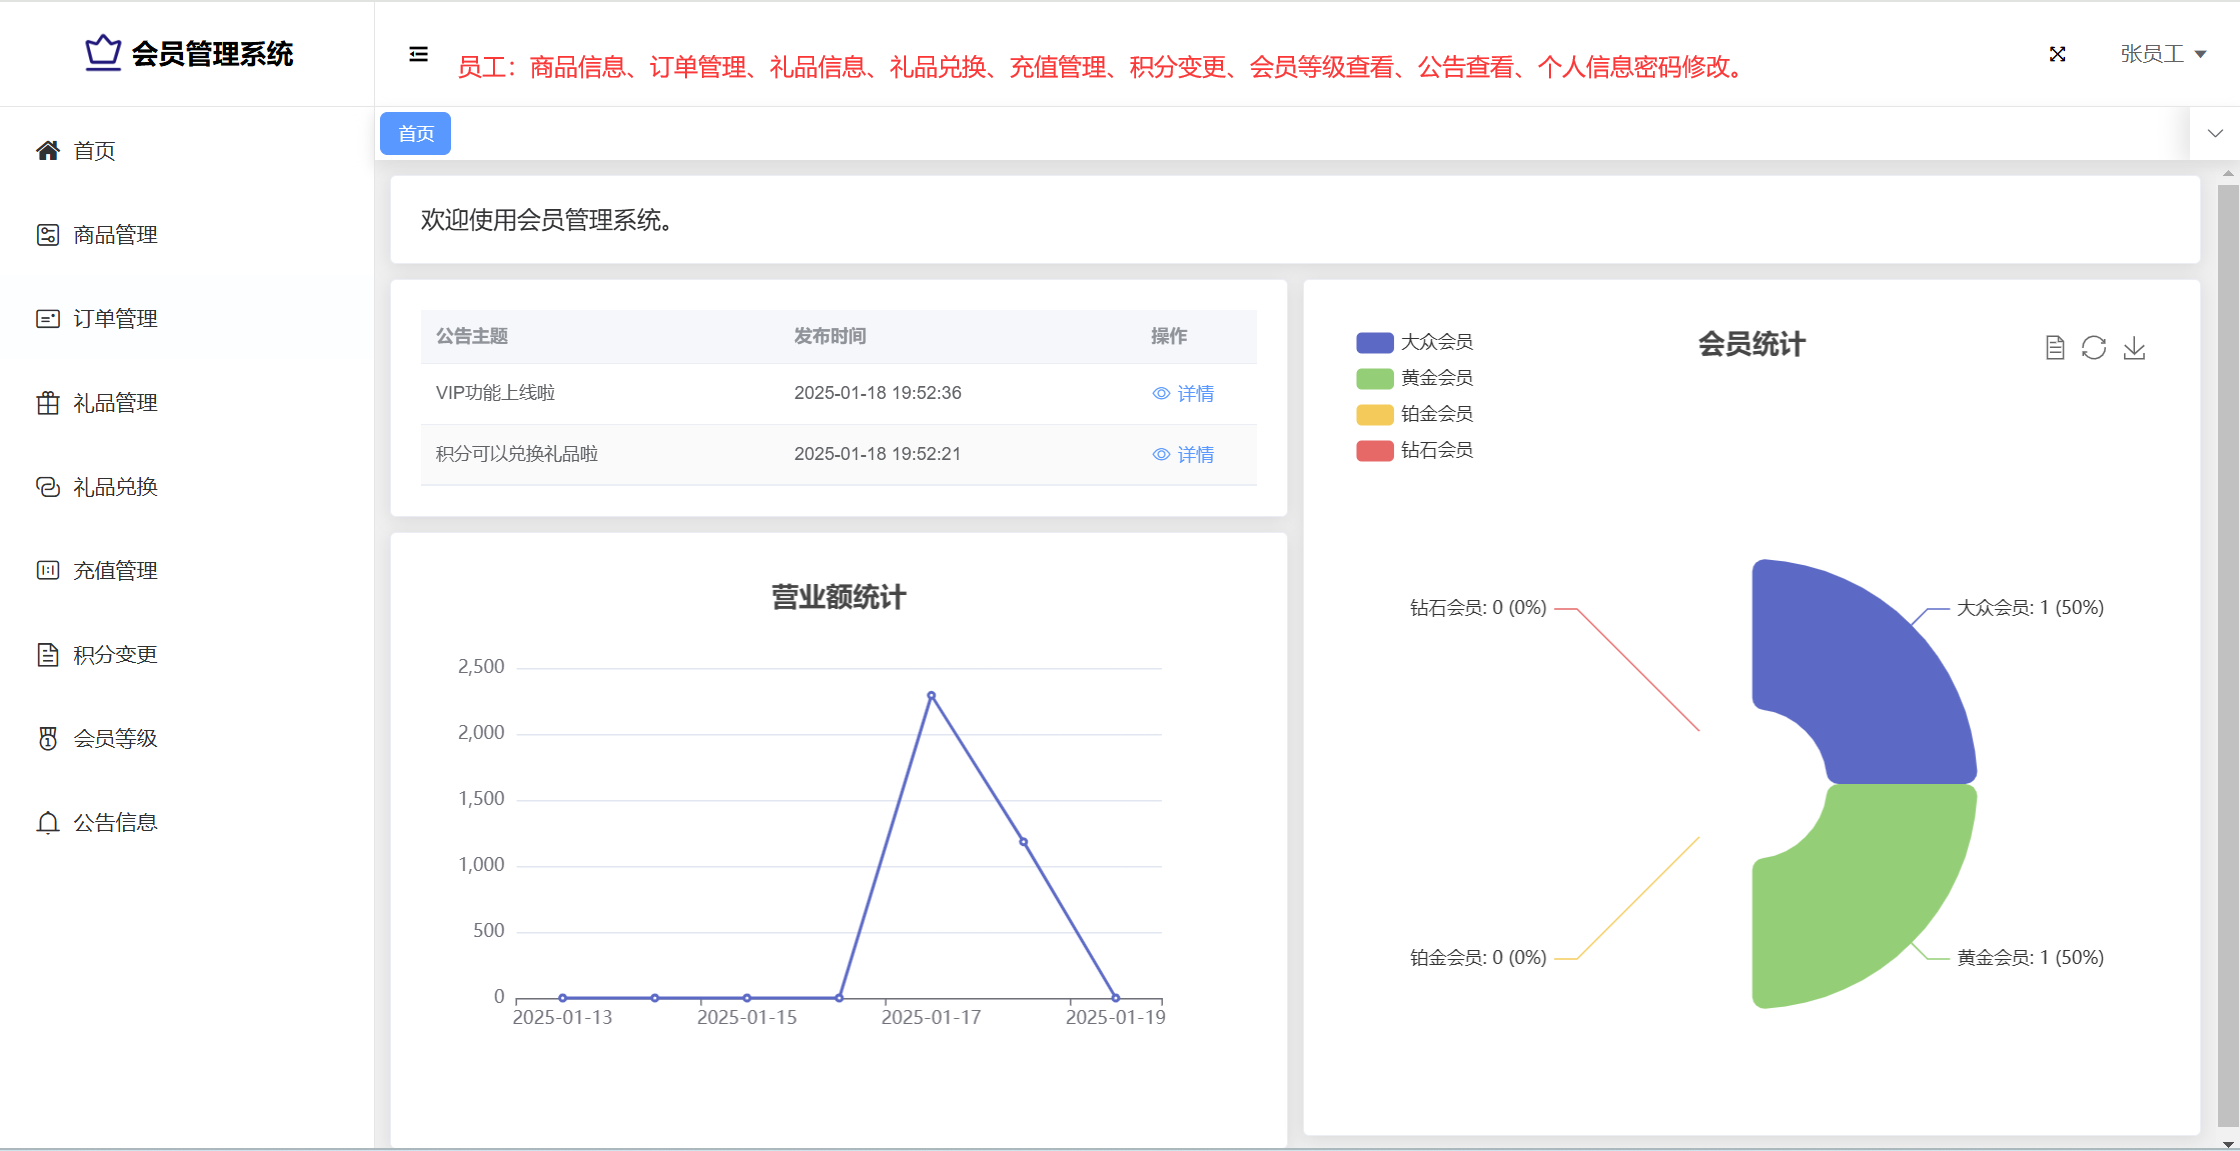 会员管理系统
员工：商品信息、订单管理、礼品信息、礼品兑换、充值管理、积分变更、会员等级查看、公告查看、个人信息密码修改。
张员工
首页
商品管理
订单管理
礼品管理
礼品兑换
充值管理
积分变更
会员等级
公告信息
首页
欢迎使用会员管理系统。
公告主题 发布时间 操作
VIP功能上线啦 2025-01-18 19:52:36 详情
积分可以兑换礼品啦 2025-01-18 19:52:21 详情
营业额统计
2,500
2,000
1,500
1,000
500
0
2025-01-13 2025-01-15 2025-01-17 2025-01-19
会员统计
大众会员
黄金会员
铂金会员
钻石会员
钻石会员: 0 (0%) 大众会员: 1 (50%)
铂金会员: 0 (0%) 黄金会员: 1 (50%)